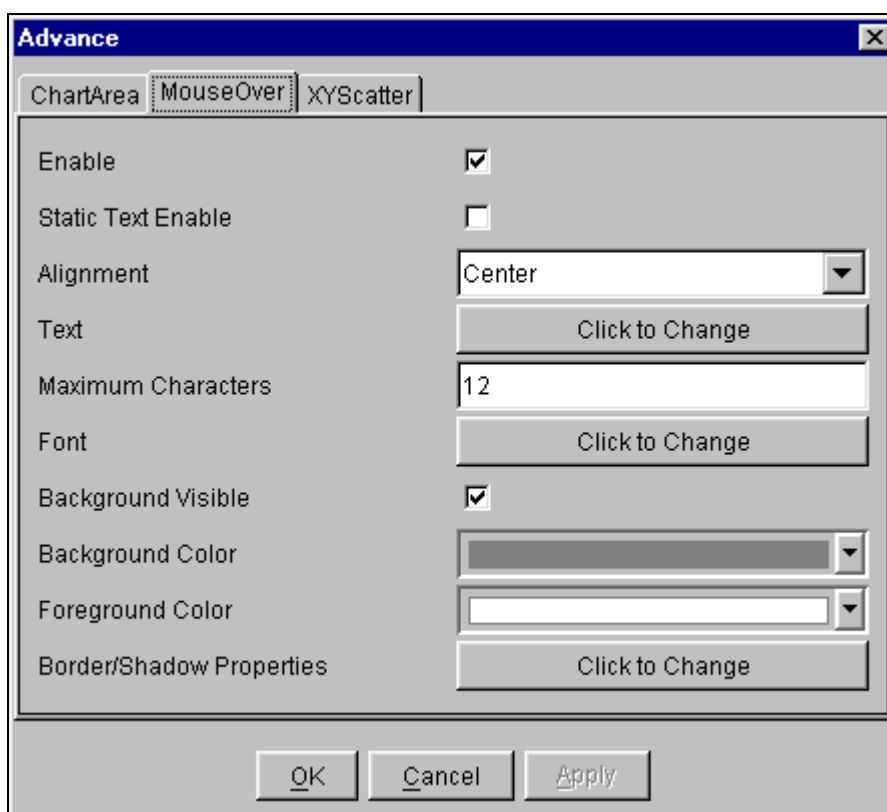 Advance
ChartArea MouseOver XYScatter
Enable
Static Text Enable
Alignment Center
Text Click to Change
Maximum Characters 12
Font Click to Change
Background Visible
Background Color
Foreground Color
Border/Shadow Properties Click to Change
OK Cancel Apply